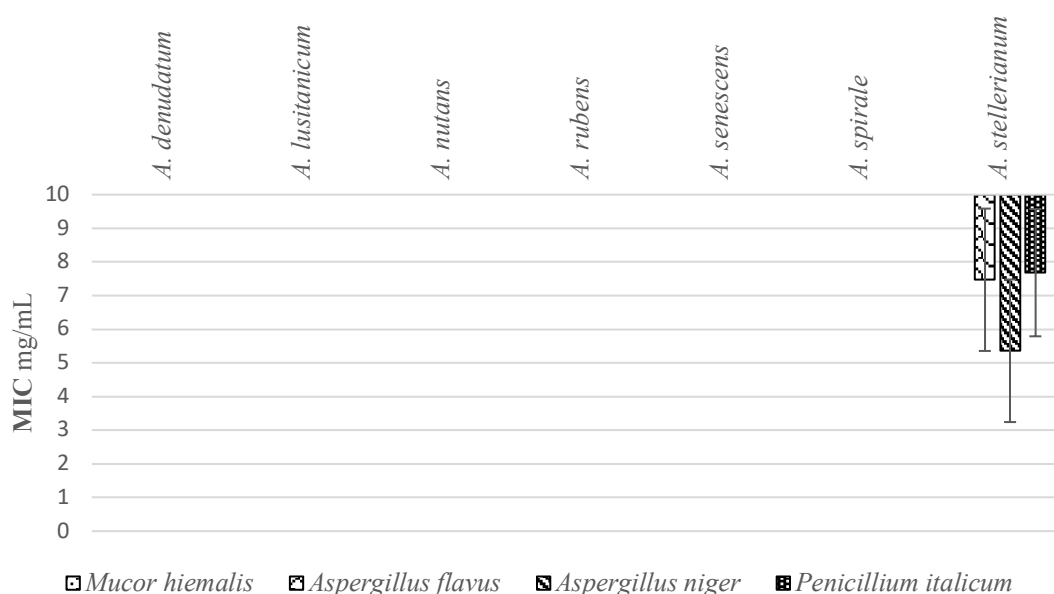 A. denudatum
A. lusitanicum
A. nutans
A. rubens
A. senescens
A. spirale
A. stellerianum
10
9
8
7
6
5
4
3
2
1
0
MIC mg/mL
Mucor hiemalis Aspergillus flavus Aspergillus niger Penicillium italicum